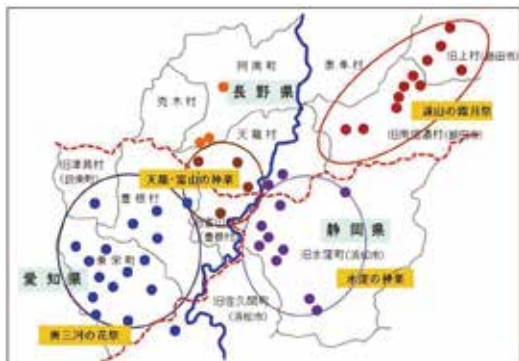 阿南町
売木村
長野県
天龍村
旧上村(飯田市)
遠山の霜月祭
旧南信濃村(飯田市)
旧津具村
(設楽町)
天龍・富山の神楽
豊根村
豊根村
静岡県
旧水窪町(浜松市)
水窪の神楽
東栄町
愛知県
奥三河の花祭
旧佐久間町
(浜松市)